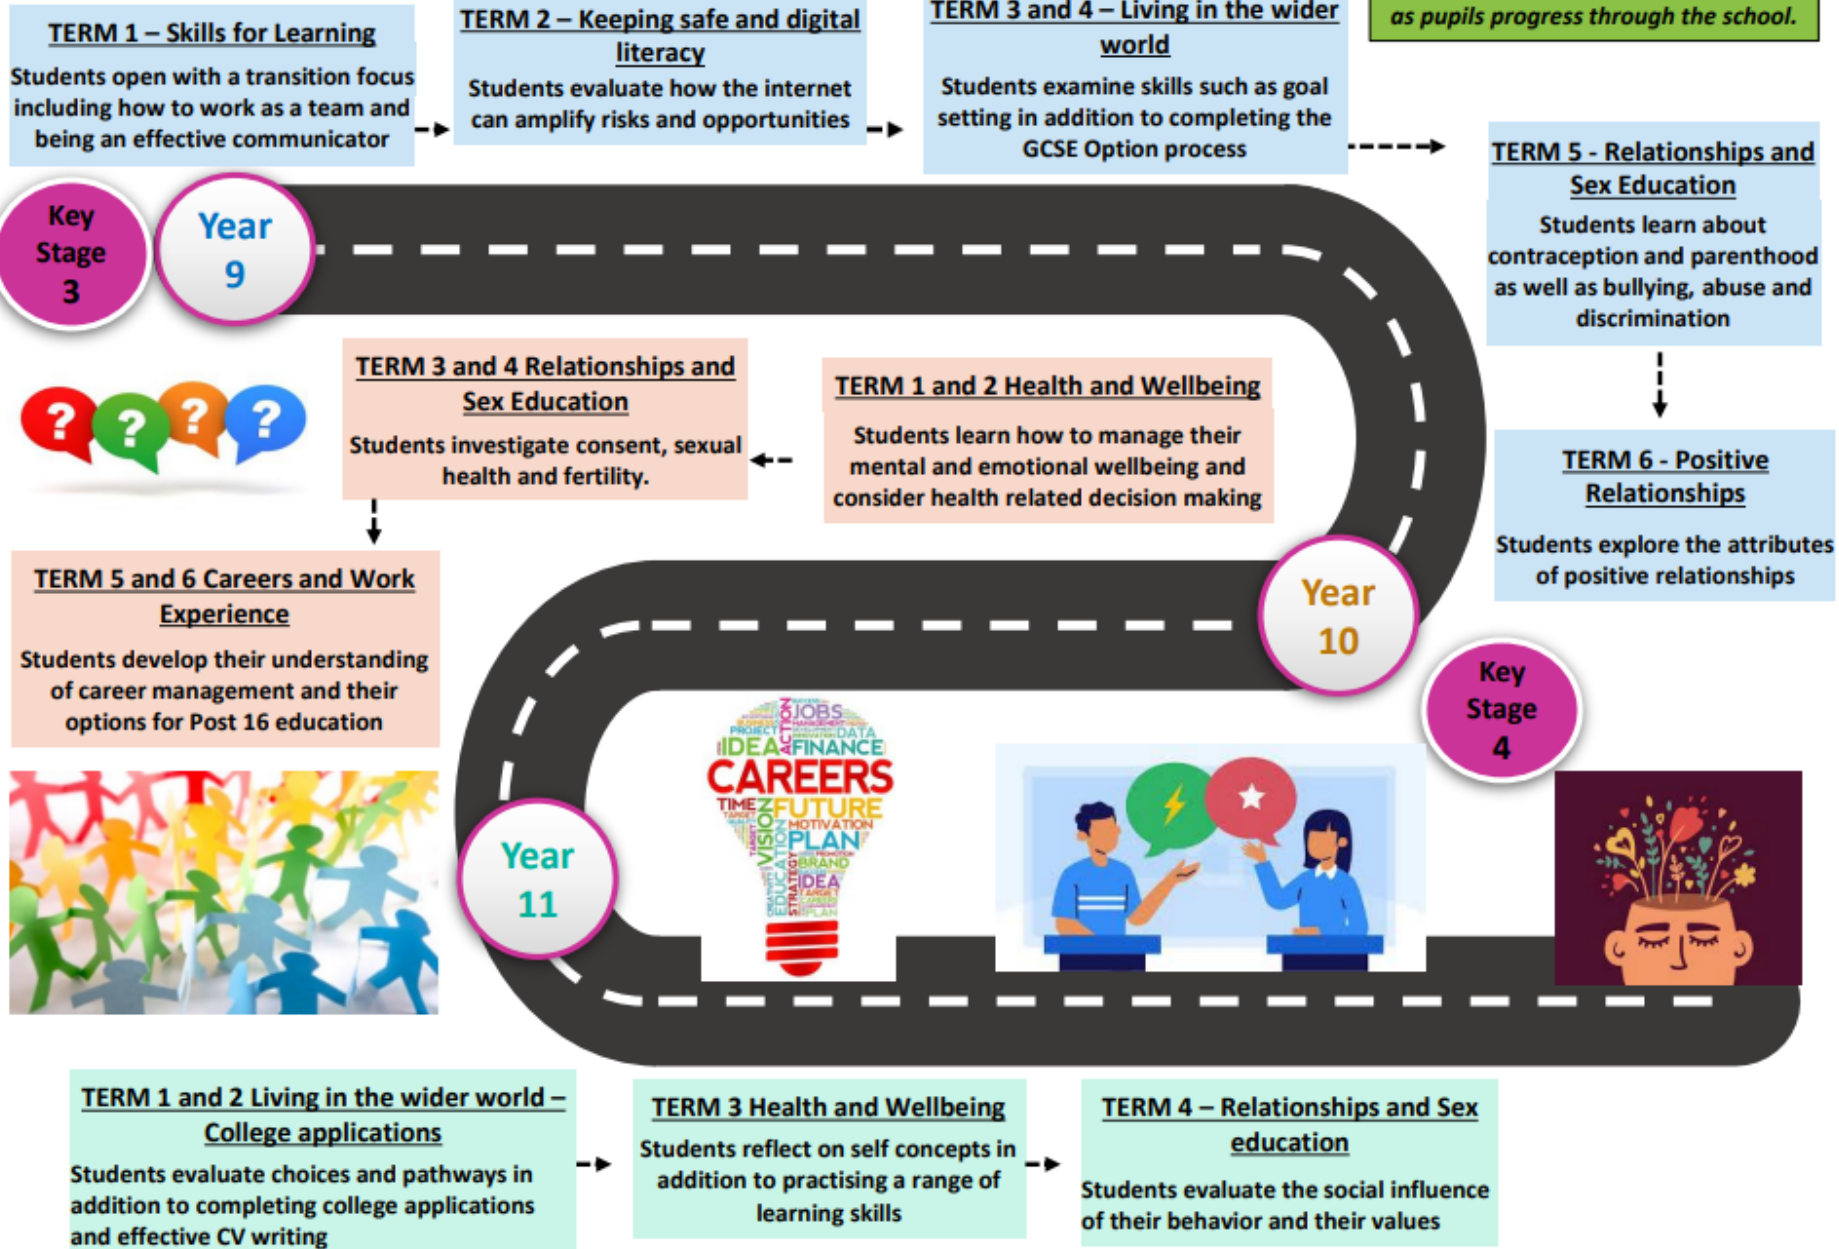 TERM 1 – Skills for Learning
Students open with a transition focus
including how to work as a team and
being an effective communicator
TERM 2 – Keeping safe and digital
literacy
Students evaluate how the internet
can amplify risks and opportunities
TERM 3 and 4 – Living in the wider
world
Students examine skills such as goal
setting in addition to completing the
GCSE Option process
as pupils progress through the school.
TERM 5 - Relationships and
Sex Education
Students learn about
contraception and parenthood
as well as bullying, abuse and
discrimination
TERM 6 - Positive
Relationships
Students explore the attributes
of positive relationships
Key
Stage
3
Year
9
TERM 1 and 2 Health and Wellbeing
Students learn how to manage their
mental and emotional wellbeing and
consider health related decision making
TERM 3 and 4 Relationships and
Sex Education
Students investigate consent, sexual
health and fertility.
? ? ? ?
TERM 5 and 6 Careers and Work
Experience
Students develop their understanding
of career management and their
options for Post 16 education
Year
10
Key
Stage
4
JOBS
ACTION
PROJECT
DATA
IDEA
FINANCE
CAREERS
TIME
FUTURE
VISION
MOTIVATION
PLAN
EDUCATION
STRATEGY
BRAND
IDEA
PLAN
Year
11
TERM 1 and 2 Living in the wider world –
College applications
Students evaluate choices and pathways in
addition to completing college applications
and effective CV writing
TERM 3 Health and Wellbeing
Students reflect on self concepts in
addition to practising a range of
learning skills
TERM 4 – Relationships and Sex
education
Students evaluate the social influence
of their behavior and their values